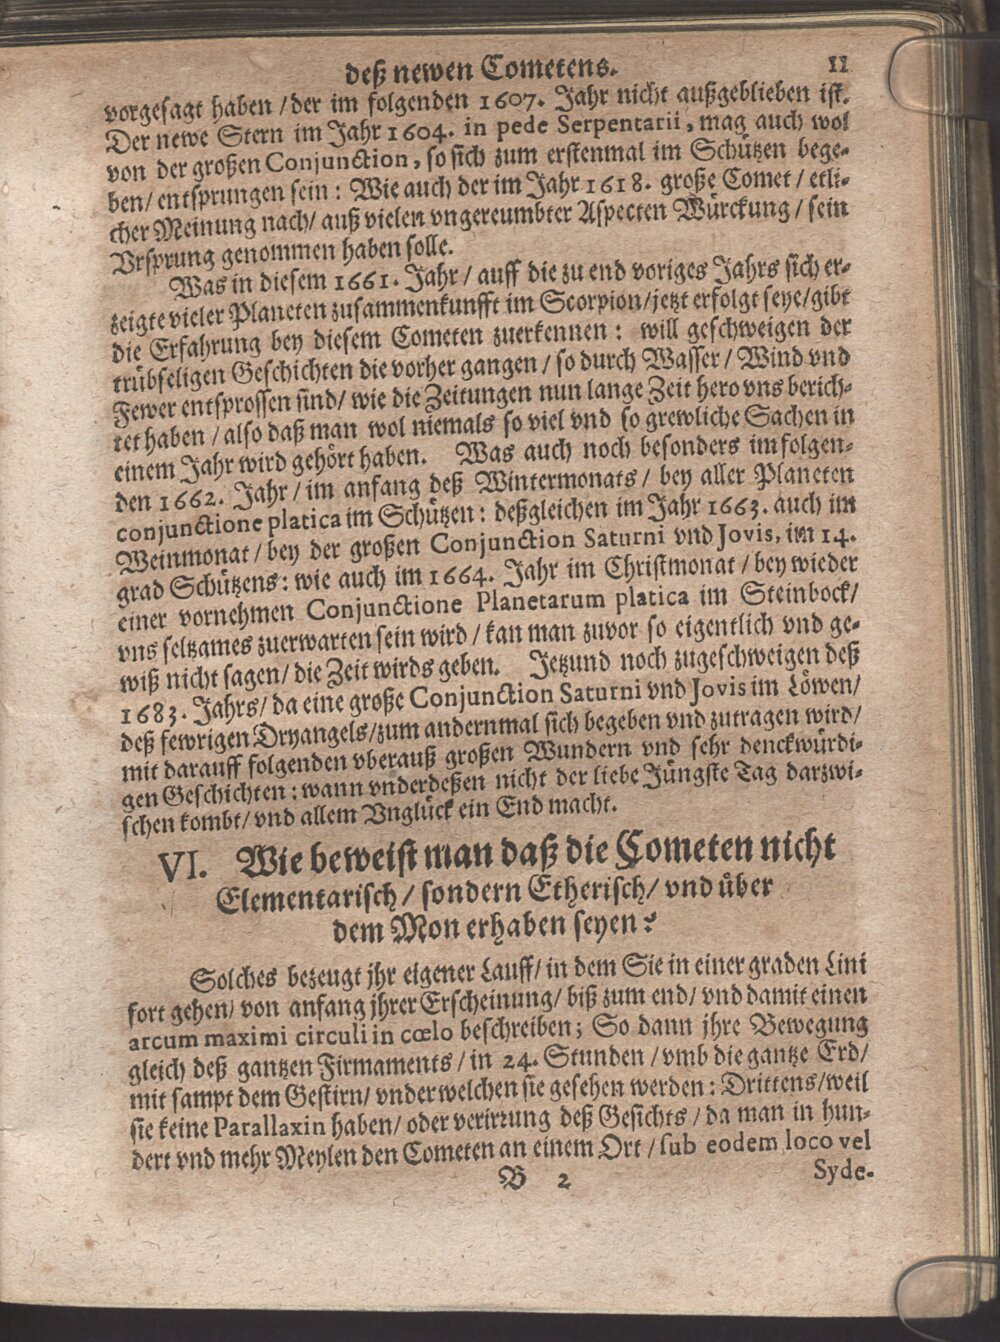 deß newen Cometens. 11
vorgesagt haben / der im folgenden 1607. Jahr nicht außgeblieben ist.
Der newe Stern im Jahr 1604. in pede Serpentarii, mag auch wol
von der großen Conjunction, so sich zum erstenmal im Schützen bege-
ben / entsprungen sein: Wie auch der im Jahr 1618. große Comet / etli-
cher Meinung nach / auß vielen vngereumbter Aspecten Würckung / sein
Vrsprung genommen haben solle.
Was in diesem 1661. Jahr / auff die zu end voriges Jahrs sich er-
zeigte vieler Planeten zusammenkunfft im Scorpion / jetzt erfolgt seye / gibt
die Erfahrung bey diesem Cometen zuerkennen: will geschweigen der
trübseligen Geschichten die vorher gangen / so durch Wasser / Wind vnd
Fewer entsprossen sind / wie die Zeitungen nun lange Zeit hero vns berich-
tet haben / also daß man wol niemals so viel vnd so grewliche Sachen in
einem Jahr wird gehört haben. Was auch noch besonders im folgen-
den 1662. Jahr / im anfang deß Wintermonats / bey aller Planeten
conjunctione platica im Schützen: deßgleichen im Jahr 1663. auch im
Weinmonat / bey der großen Conjunction Saturni vnd Jovis, im 14.
grad Schützens: wie auch im 1664. Jahr im Christmonat / bey wieder
einer vornehmen Conjunctione Planetarum platica im Steinbock /
vns seltzames zuerwarten sein wird / kan man zuvor so eigentlich vnd ge-
wiß nicht sagen / die Zeit wirds geben. Jetzund noch zugeschweigen deß
1683. Jahrs / da eine große Conjunction Saturni vnd Jovis im Löwen /
deß fewrigen Dryangels / zum andernmal sich begeben vnd zutragen wird /
mit darauff folgenden vberauß großen Wundern vnd sehr denckwürdi-
gen Geschichten: wann vnderdeßen nicht der liebe Jüngste Tag darzwi-
schen kombt / vnd allem Vnglück ein End macht.
VI. Wie beweist man daß die Cometen nicht
Elementarisch / sondern Etherisch / vnd über
dem Mon erhaben seyen?
Solches bezeugt jhr eigener Lauff / in dem Sie in einer graden Lini
fort gehen / von anfang jhrer Erscheinung / biß zum end / vnd damit einen
arcum maximi circuli in cœlo beschreiben; So dann jhre Bewegung
gleich deß gantzen Firmaments / in 24. Stunden / vmb die gantze Erd /
mit sampt dem Gestirn / vnder welchen sie gesehen werden: Drittens / weil
sie keine Parallaxin haben / oder verirrung deß Gesichts / da man in hun-
dert vnd mehr Meylen den Cometen an einem Ort / sub eodem loco vel
B 2 Syde-